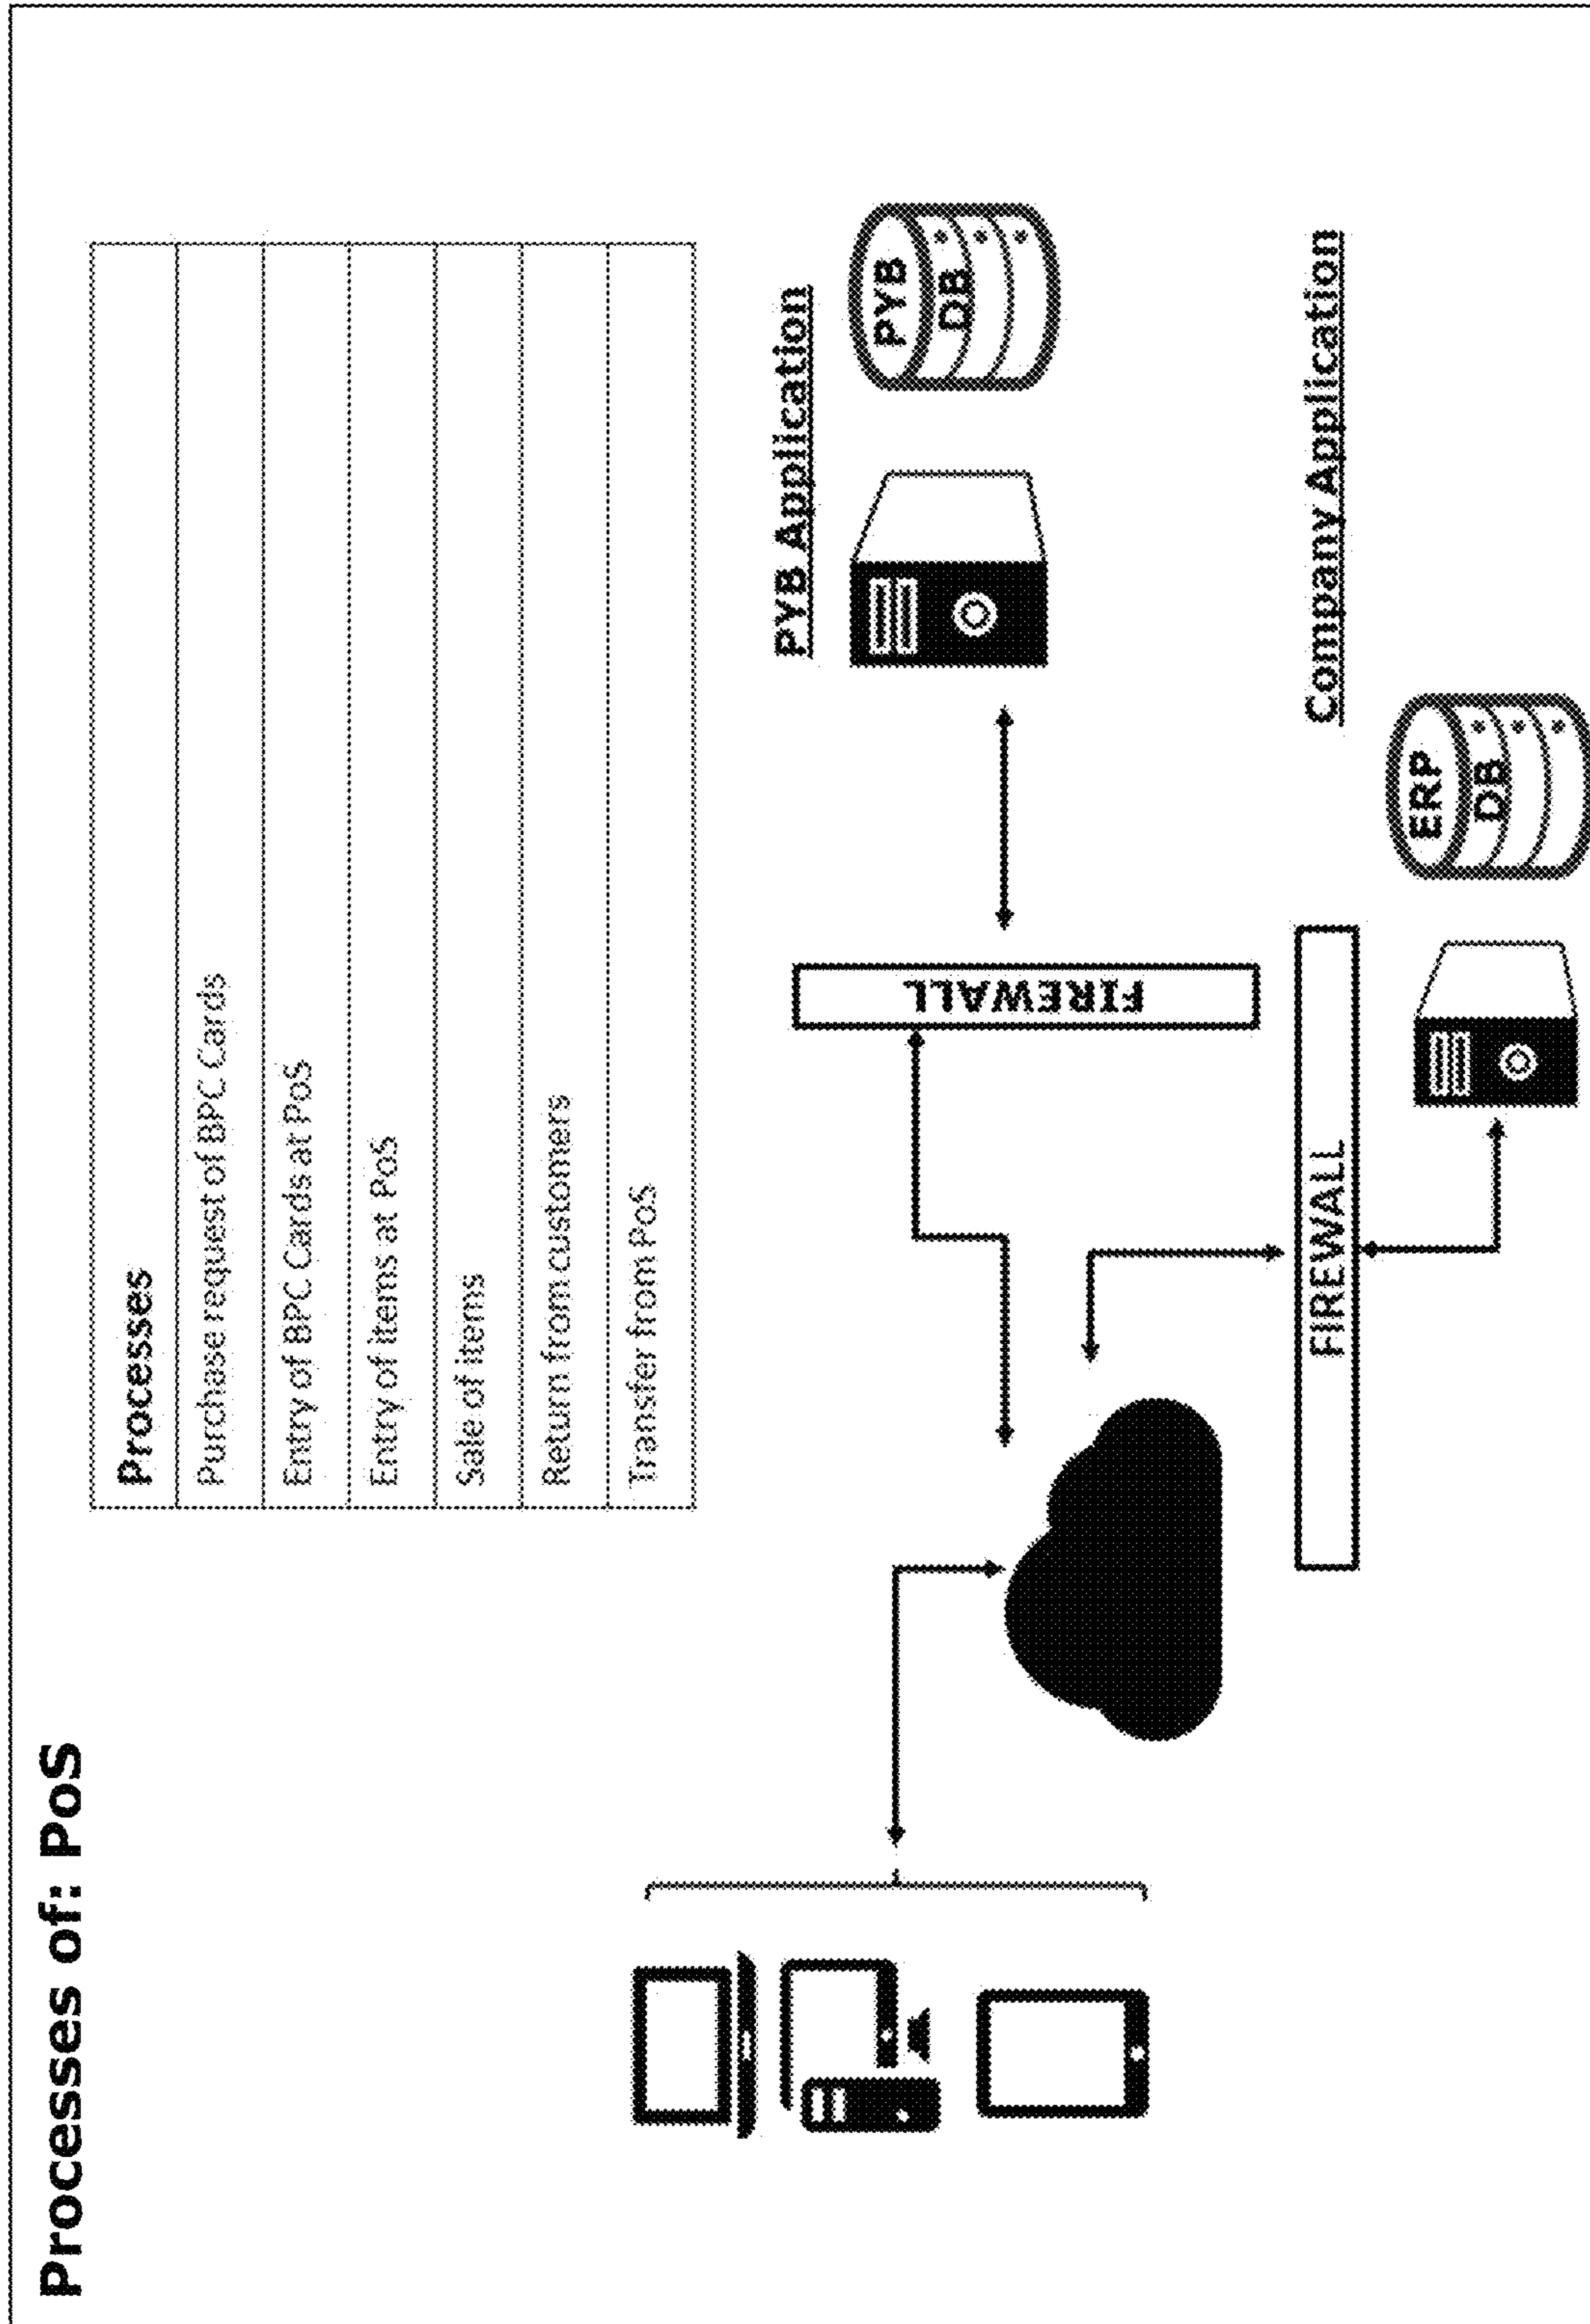 Processes of: PoS
Processes
Purchase request of BPC Cards
Entry of BPC Cards at PoS
Entry of items at PoS
Sale of items
Return from customers
Transfer from PoS
PYB Application
PYB
DB
FIREWALL
FIREWALL
Company Application
ERP
DB